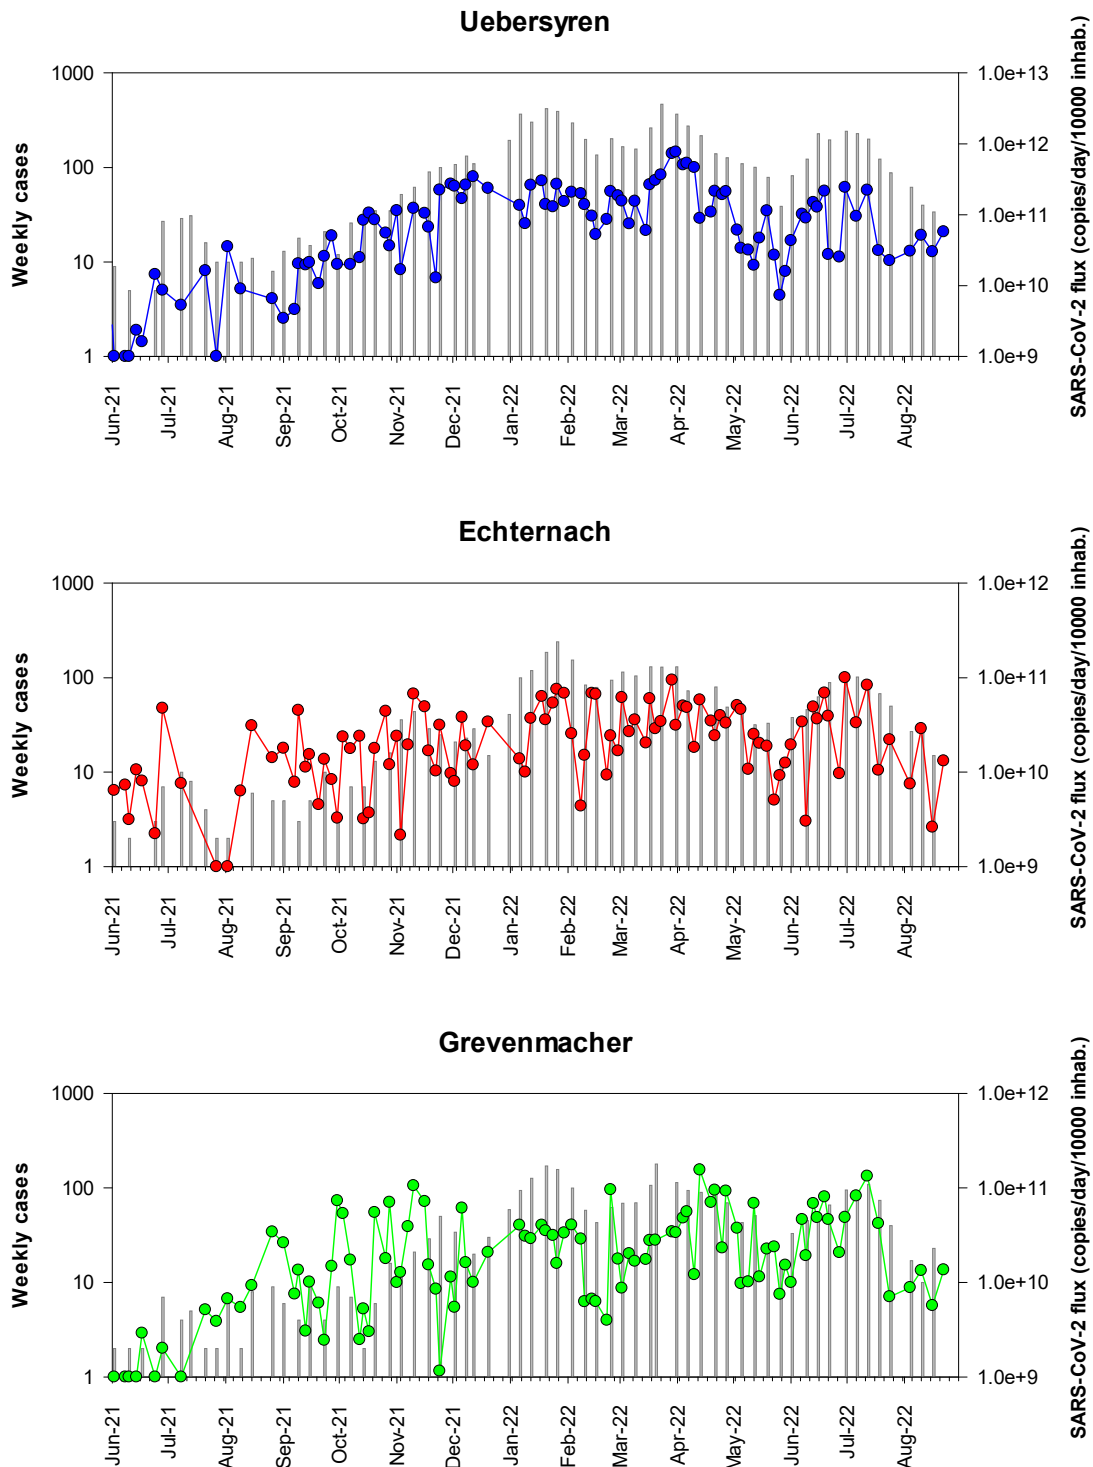 Uebersyren
Weekly cases
SARS-CoV-2 flux (copies/day/10000 inhab.)
1000
100
10
1
1.0e+13
1.0e+12
1.0e+11
1.0e+10
1.0e+9
Jun-21
Jul-21
Aug-21
Sep-21
Oct-21
Nov-21
Dec-21
Jan-22
Feb-22
Mar-22
Apr-22
May-22
Jun-22
Jul-22
Aug-22
Echternach
Weekly cases
SARS-CoV-2 flux (copies/day/10000 inhab.)
1000
100
10
1
1.0e+12
1.0e+11
1.0e+10
1.0e+9
Jun-21
Jul-21
Aug-21
Sep-21
Oct-21
Nov-21
Dec-21
Jan-22
Feb-22
Mar-22
Apr-22
May-22
Jun-22
Jul-22
Aug-22
Grevenmacher
Weekly cases
SARS-CoV-2 flux (copies/day/10000 inhab.)
1000
100
10
1
1.0e+12
1.0e+11
1.0e+10
1.0e+9
Jun-21
Jul-21
Aug-21
Sep-21
Oct-21
Nov-21
Dec-21
Jan-22
Feb-22
Mar-22
Apr-22
May-22
Jun-22
Jul-22
Aug-22